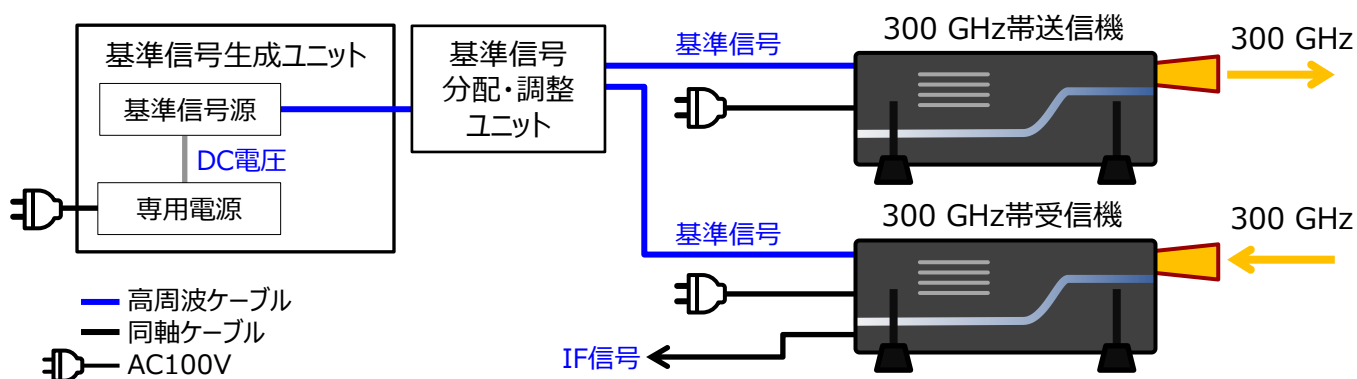 基準信号生成ユニット
基準信号源
DC電圧
専用電源
基準信号
分配・調整
ユニット
基準信号
300 GHz帯送信機
300 GHz
基準信号
300 GHz帯受信機
300 GHz
IF信号
高周波ケーブル
同軸ケーブル
AC100V